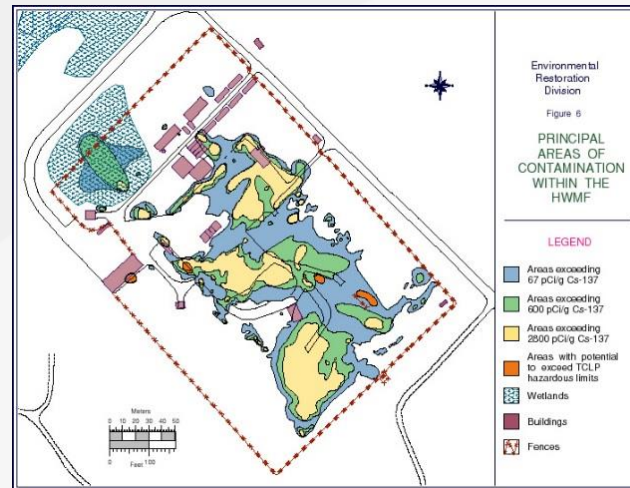 Environmental
Restoration
Division
Figure 6
PRINCIPAL
AREAS OF
CONTAMINATION
WITHIN THE
HWMF
LEGEND
Areas exceeding
67 pCi/g Cs-137
Areas exceeding
600 pCi/g Cs-137
Areas exceeding
2800 pCi/g Cs-137
Areas with potential
to exceed TCLP
hazardous limits
Wetlands
Buildings
Fences
Meters
0 10 20 30 40 50
0 100
Feet